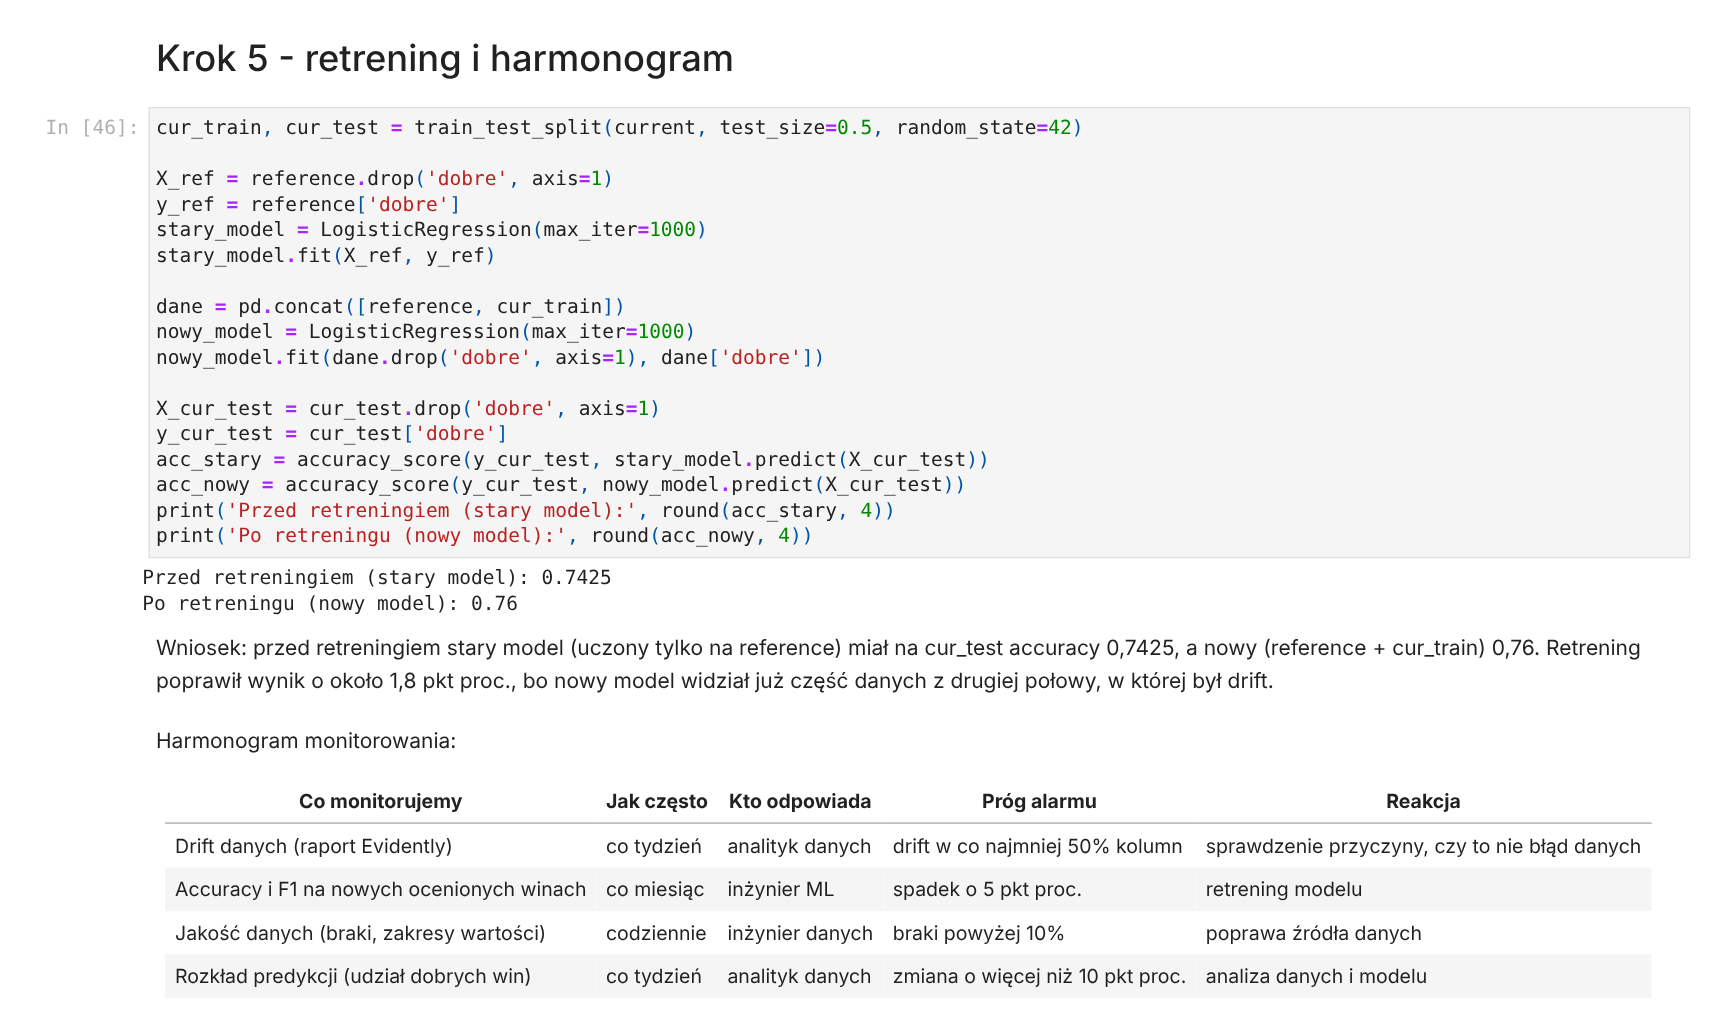 Krok 5 - retrening i harmonogram
In [46]:
cur_train, cur_test = train_test_split(current, test_size=0.5, random_state=42)
X_ref = reference.drop('dobre', axis=1)
y_ref = reference['dobre']
stary_model = LogisticRegression(max_iter=1000)
stary_model.fit(X_ref, y_ref)
dane = pd.concat([reference, cur_train])
nowy_model = LogisticRegression(max_iter=1000)
nowy_model.fit(dane.drop('dobre', axis=1), dane['dobre'])
X_cur_test = cur_test.drop('dobre', axis=1)
y_cur_test = cur_test['dobre']
acc_stary = accuracy_score(y_cur_test, stary_model.predict(X_cur_test))
acc_nowy = accuracy_score(y_cur_test, nowy_model.predict(X_cur_test))
print('Przed retreningiem (stary model):', round(acc_stary, 4))
print('Po retreningu (nowy model):', round(acc_nowy, 4))
Przed retreningiem (stary model): 0.7425
Po retreningu (nowy model): 0.76
Wniosek: przed retreningiem stary model (uczony tylko na reference) miał na cur_test accuracy 0,7425, a nowy (reference + cur_train) 0,76. Retrening
poprawił wynik o około 1,8 pkt proc., bo nowy model widział już część danych z drugiej połowy, w której był drift.
Harmonogram monitorowania:
Co monitorujemy Jak często Kto odpowiada Próg alarmu Reakcja
Drift danych (raport Evidently) co tydzień analityk danych drift w co najmniej 50% kolumn sprawdzenie przyczyny, czy to nie błąd danych
Accuracy i F1 na nowych ocenionych winach co miesiąc inżynier ML spadek o 5 pkt proc. retrening modelu
Jakość danych (braki, zakresy wartości) codziennie inżynier danych braki powyżej 10% poprawa źródła danych
Rozkład predykcji (udział dobrych win) co tydzień analityk danych zmiana o więcej niż 10 pkt proc. analiza danych i modelu